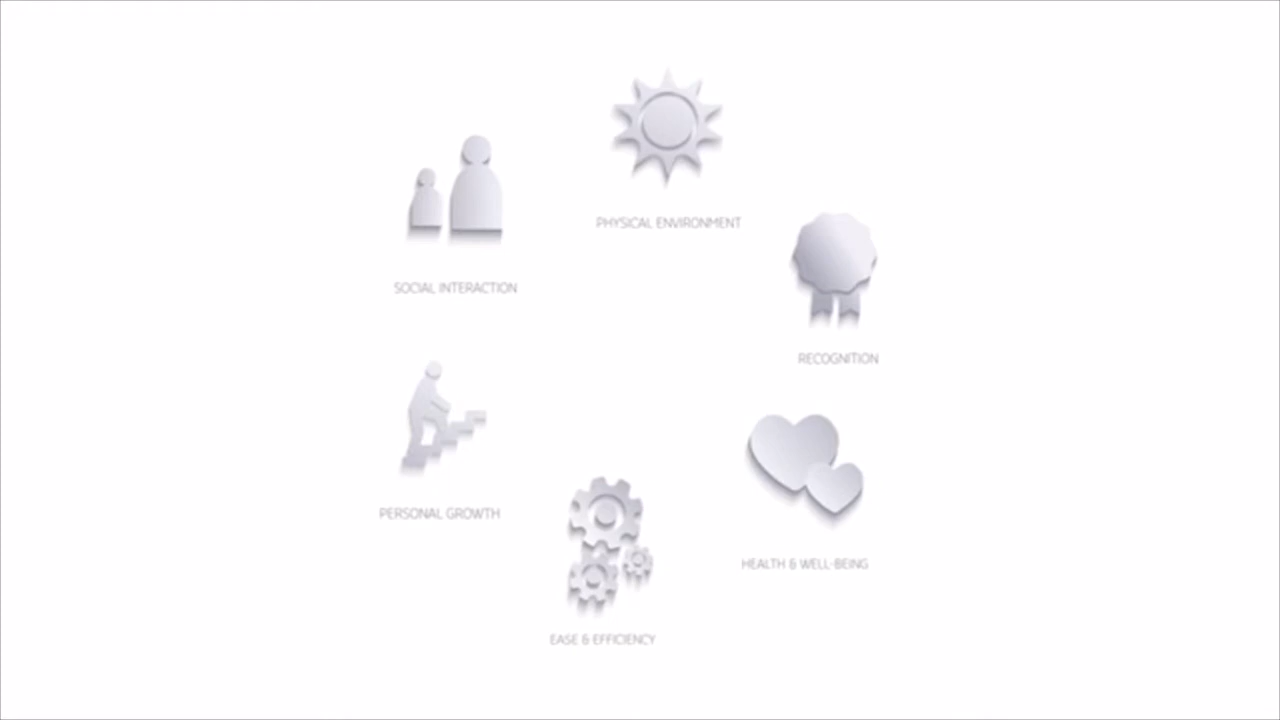 PHYSICAL ENVIRONMENT
SOCIAL INTERACTION
RECOGNITION
PERSONAL GROWTH
HEALTH & WELL-BEING
EASE & EFFICIENCY